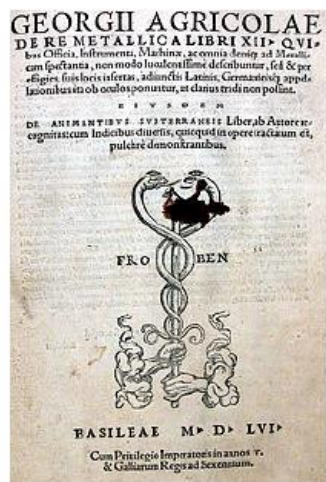 GEORGII AGRICOLAE
DE RE METALLICA LIBRI XII▸ QVI⸗
bus Officia, Instrumenta, Machinæ, ac omnia deniq; ad Metalli⸗
cam spectantia, non modo luculentissimè describuntur, sed & per
effigies, suis locis insertas, adiunctis Latinis, Germanicisq; appel⸗
lationibus ita ob oculos ponuntur, ut clarius tradi non possint.
EIVSDEM
DE ANIMANTIBVS SVBTERRANEIS Liber, ab Autore re⸗
cognitus: cum Indicibus diuersis, quicquid in opere tractatum est,
pulchrè demonstrantibus.
FRO BEN
BASILEAE M▸ D▸ LVI▸
Cum Priuilegio Imperatoris in annos v.
& Galliarum Regis ad Sexennium.